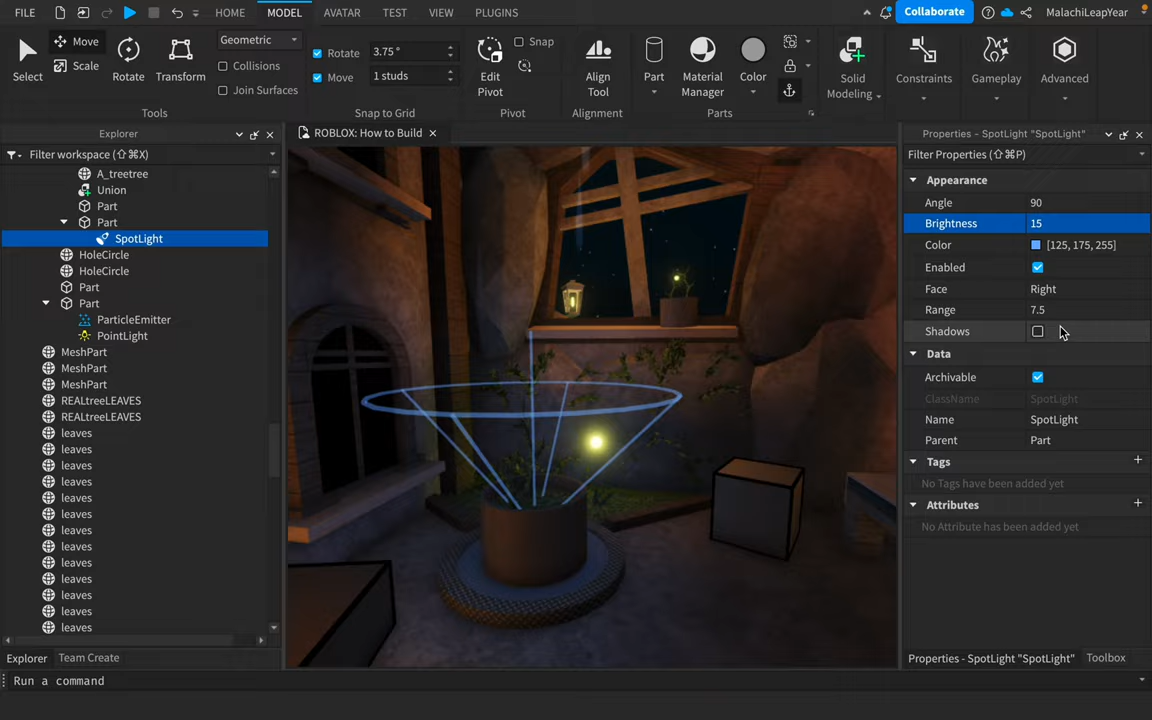 FILE HOME MODEL AVATAR TEST VIEW PLUGINS Collaborate MalachiLeapYear
Select
Move
Scale
Rotate
Transform
Geometric
Collisions
Join Surfaces
Tools
Rotate 3.75 °
Move 1 studs
Snap to Grid
Edit
Pivot
Snap
Pivot
Align
Tool
Alignment
Part
Material
Manager
Color
Parts
Solid
Modeling
Constraints
Gameplay
Advanced
Explorer
Filter workspace (⇧⌘X)
A_treetree
Union
Part
Part
SpotLight
HoleCircle
HoleCircle
Part
Part
ParticleEmitter
PointLight
MeshPart
MeshPart
MeshPart
REALtreeLEAVES
REALtreeLEAVES
leaves
leaves
leaves
leaves
leaves
leaves
leaves
leaves
leaves
leaves
leaves
leaves
leaves
Explorer Team Create
ROBLOX: How to Build
Properties - SpotLight "SpotLight"
Filter Properties (⇧⌘P)
Appearance
Angle 90
Brightness 15
Color [125, 175, 255]
Enabled
Face Right
Range 7.5
Shadows
Data
Archivable
ClassName SpotLight
Name SpotLight
Parent Part
Tags
No Tags have been added yet
Attributes
No Attribute has been added yet
Properties - SpotLight "SpotLight" Toolbox
Run a command